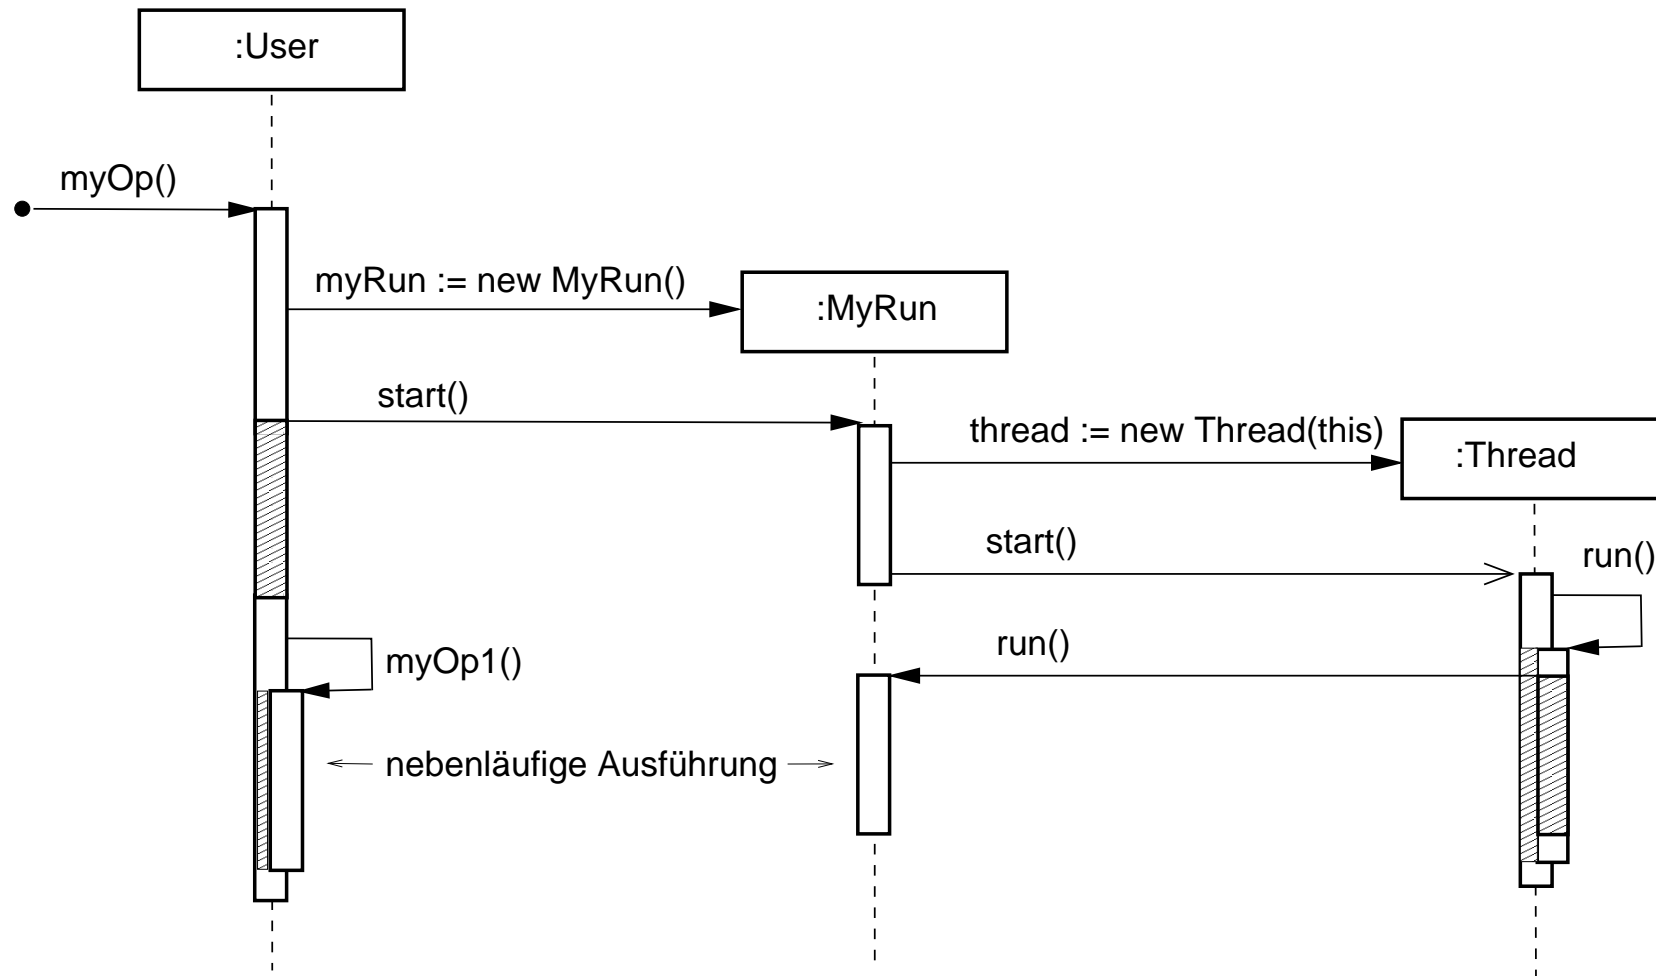 :User
myOp()
myRun := new MyRun()
:MyRun
start()
thread := new Thread(this)
:Thread
start()
run()
run()
myOp1()
nebenläufige Ausführung